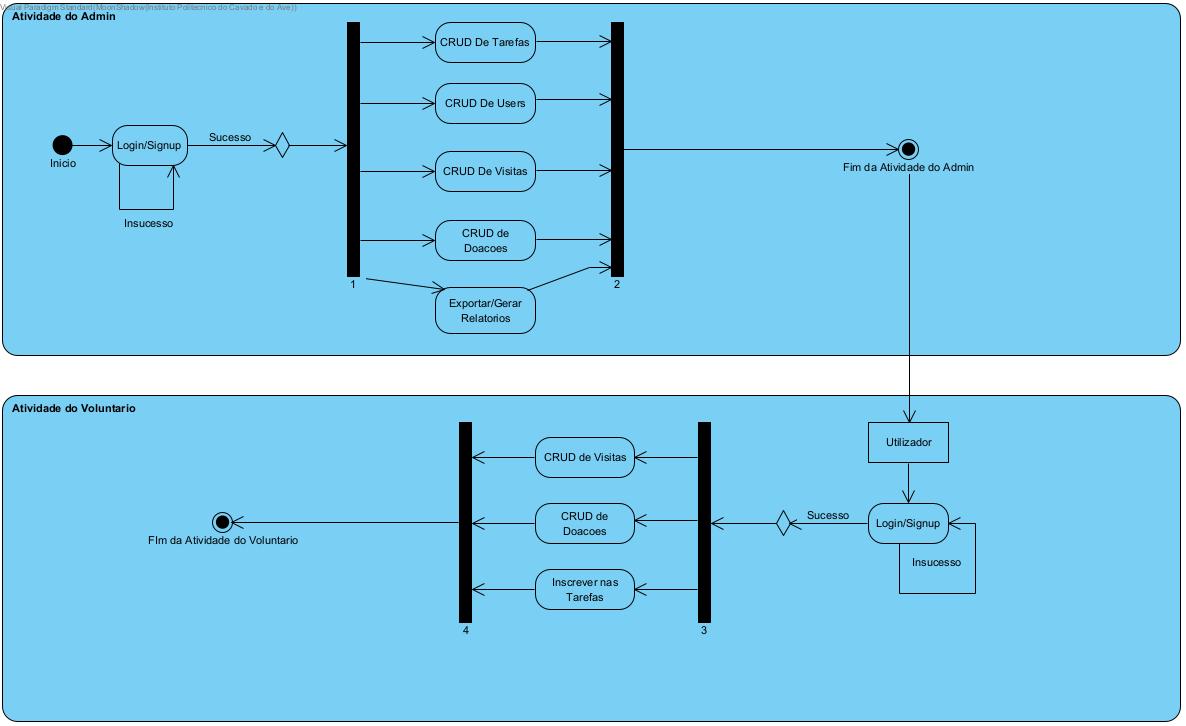 Visual Paradigm Standard(MoonShadow(Instituto Politecnico do Cavado e do Ave))
Atividade do Admin
CRUD De Tarefas
CRUD De Users
Inicio
Login/Signup
Sucesso
Insucesso
CRUD De Visitas
CRUD de
Doacoes
Exportar/Gerar
Relatorios
1
2
Fim da Atividade do Admin
Atividade do Voluntario
Utilizador
Login/Signup
Sucesso
Insucesso
CRUD de Visitas
CRUD de
Doacoes
Inscrever nas
Tarefas
4
3
FIm da Atividade do Voluntario